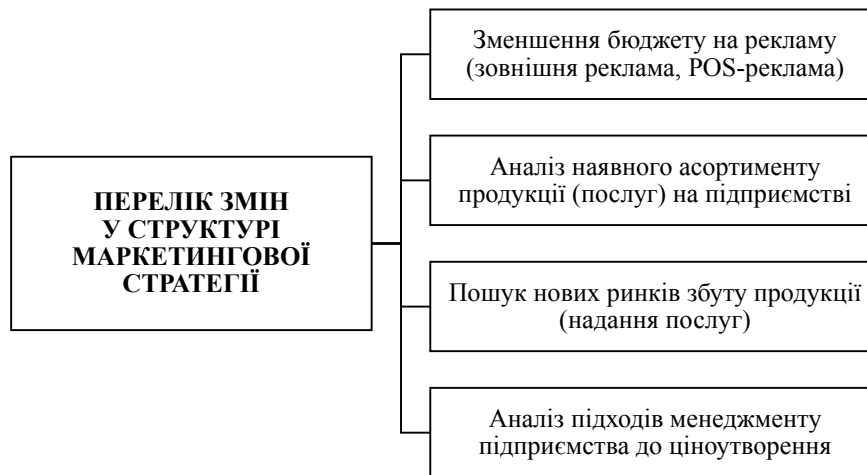 ПЕРЕЛІК ЗМІН
У СТРУКТУРІ
МАРКЕТИНГОВОЇ
СТРАТЕГІЇ
Зменшення бюджету на рекламу
(зовнішня реклама, POS-реклама)
Аналіз наявного асортименту
продукції (послуг) на підприємстві
Пошук нових ринків збуту продукції
(надання послуг)
Аналіз підходів менеджменту
підприємства до ціноутворення